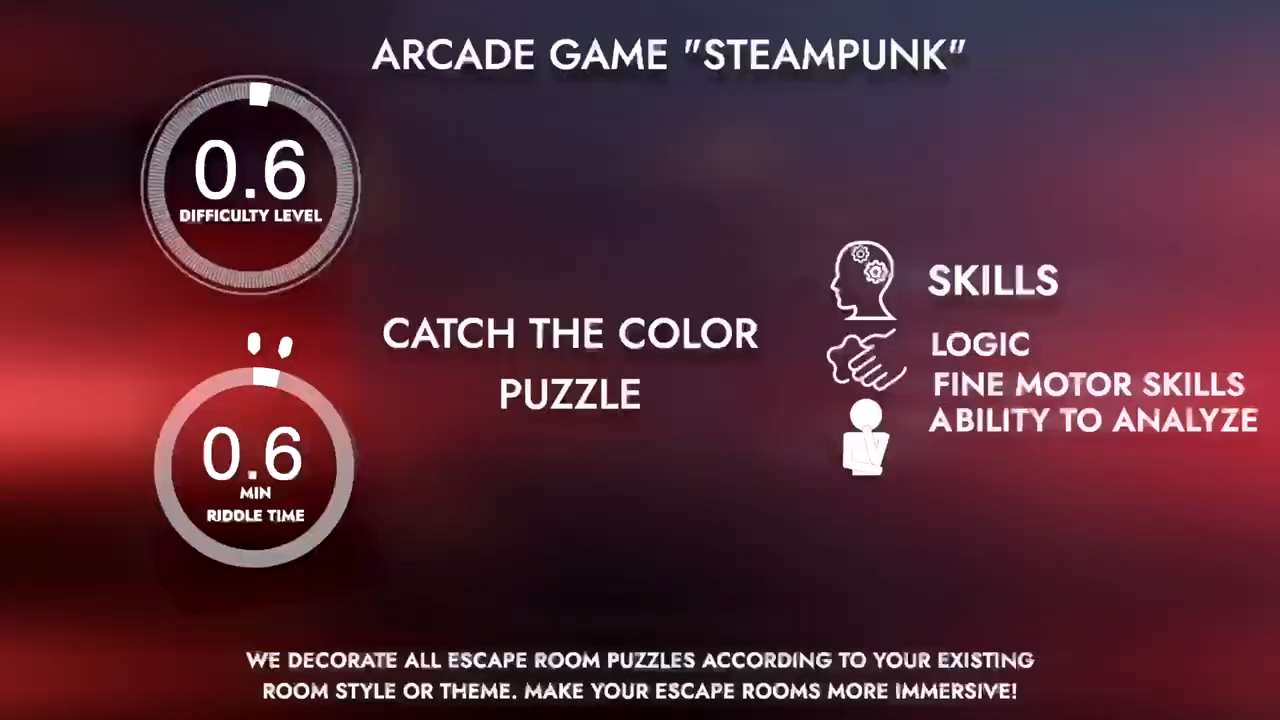 ARCADE GAME "STEAMPUNK"
0.6
DIFFICULTY LEVEL
CATCH THE COLOR
PUZZLE
0.6
MIN
RIDDLE TIME
SKILLS
LOGIC
FINE MOTOR SKILLS
ABILITY TO ANALYZE
WE DECORATE ALL ESCAPE ROOM PUZZLES ACCORDING TO YOUR EXISTING
ROOM STYLE OR THEME. MAKE YOUR ESCAPE ROOMS MORE IMMERSIVE!